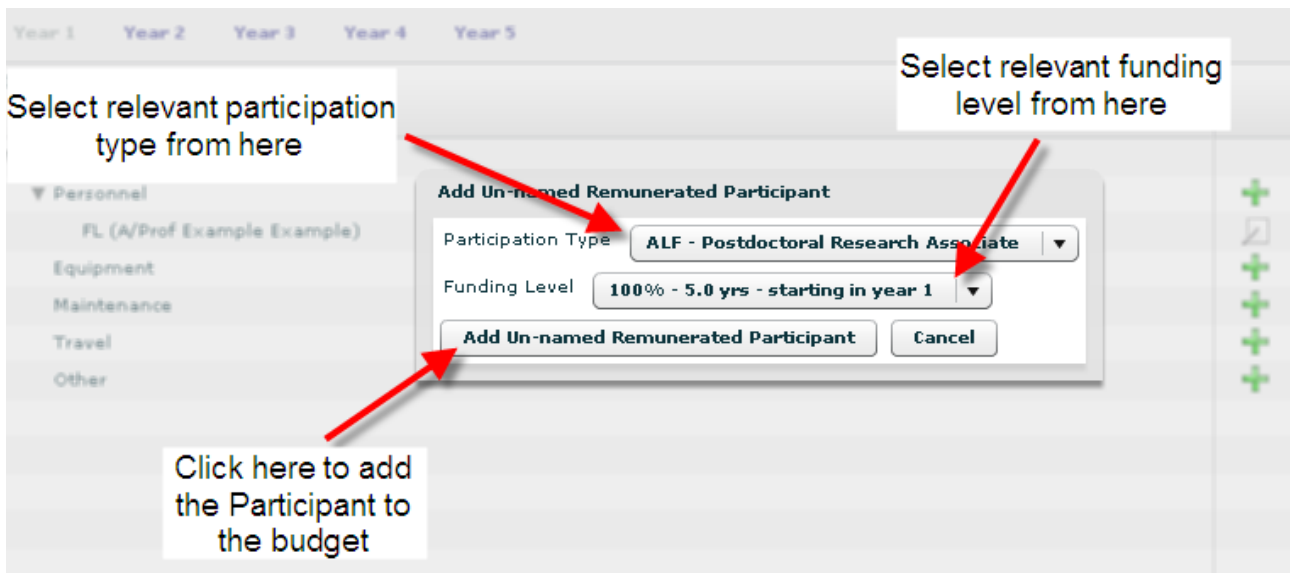 Year 1 Year 2 Year 3 Year 4 Year 5
Select relevant funding
level from here
Select relevant participation
type from here
▼ Personnel
FL (A/Prof Example Example)
Equipment
Maintenance
Travel
Other
Add Un-named Remunerated Participant
Participation Type ALF - Postdoctoral Research Associate
Funding Level 100% - 5.0 yrs - starting in year 1
Add Un-named Remunerated Participant Cancel
Click here to add
the Participant to
the budget